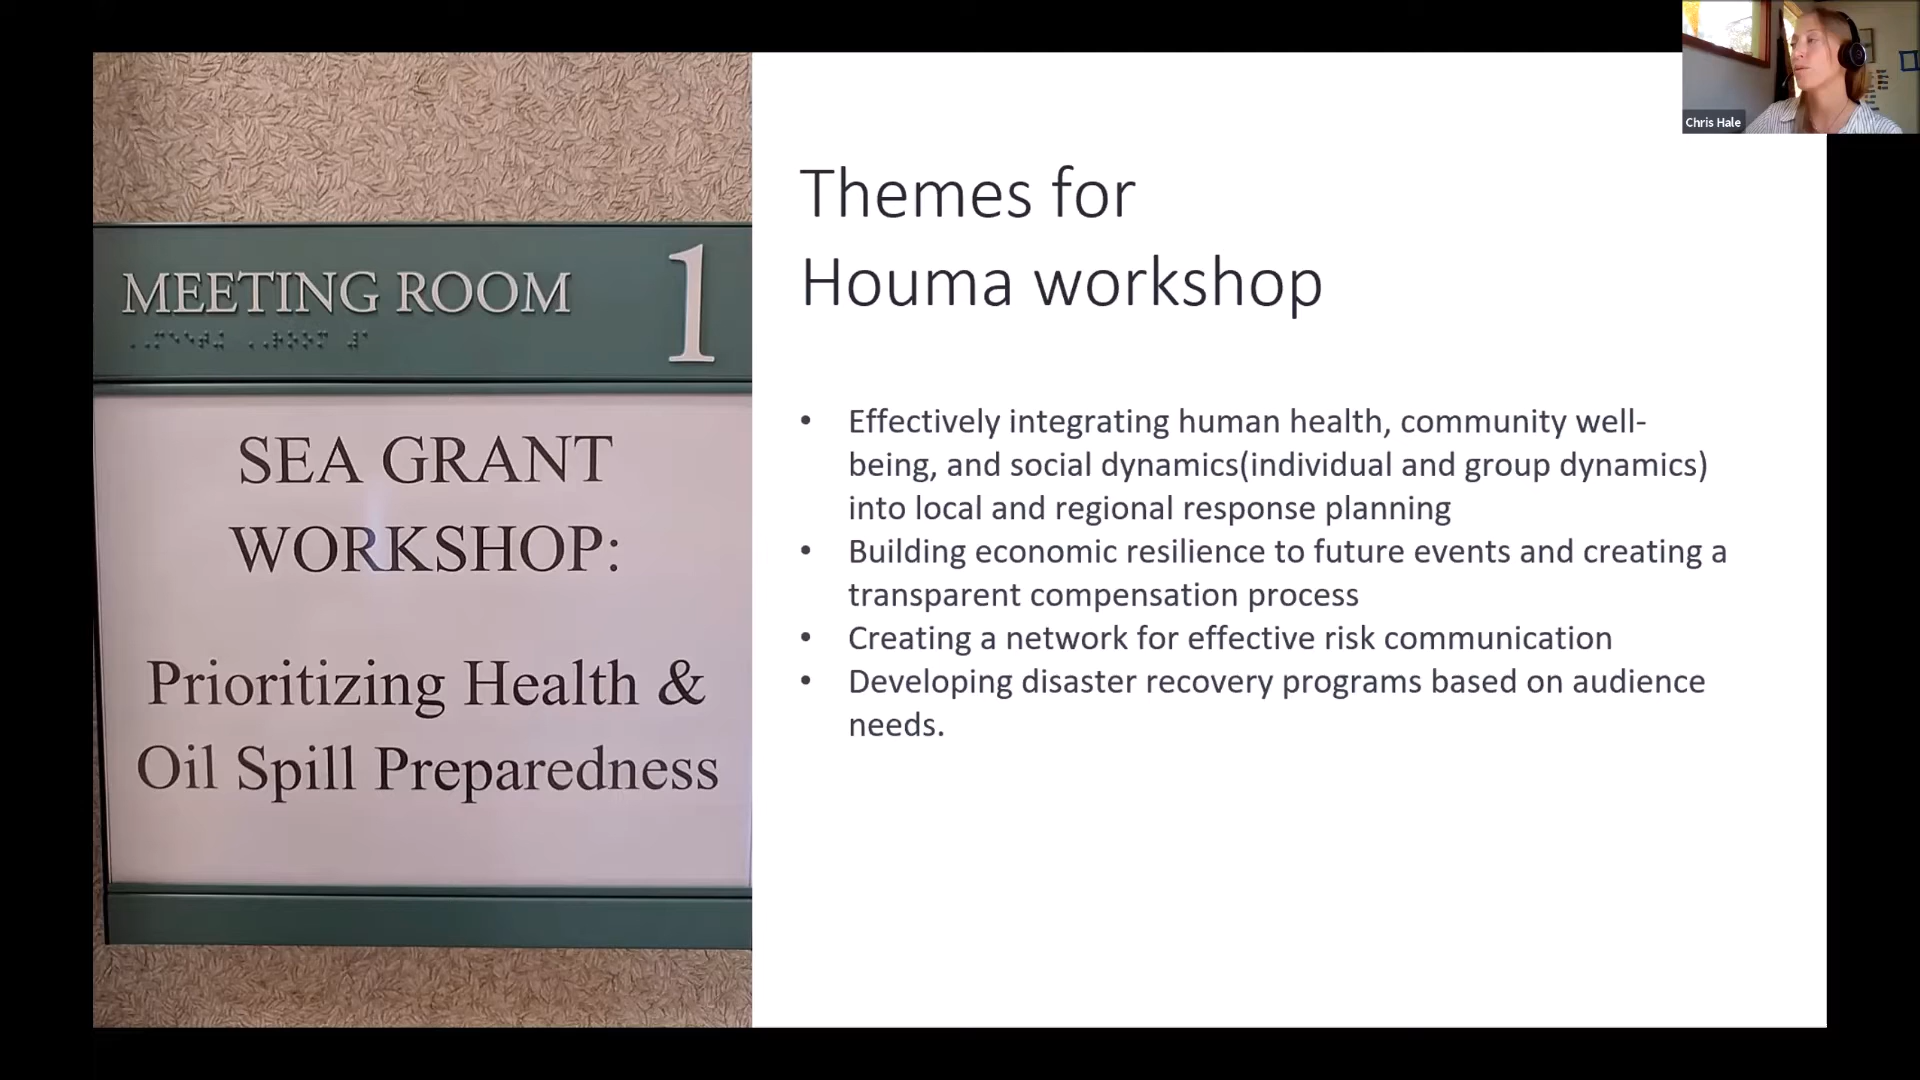 MEETING ROOM 1
SEA GRANT
WORKSHOP:
Prioritizing Health &
Oil Spill Preparedness
Themes for
Houma workshop
• Effectively integrating human health, community well-
being, and social dynamics(individual and group dynamics)
into local and regional response planning
• Building economic resilience to future events and creating a
transparent compensation process
• Creating a network for effective risk communication
• Developing disaster recovery programs based on audience
needs.
Chris Hale